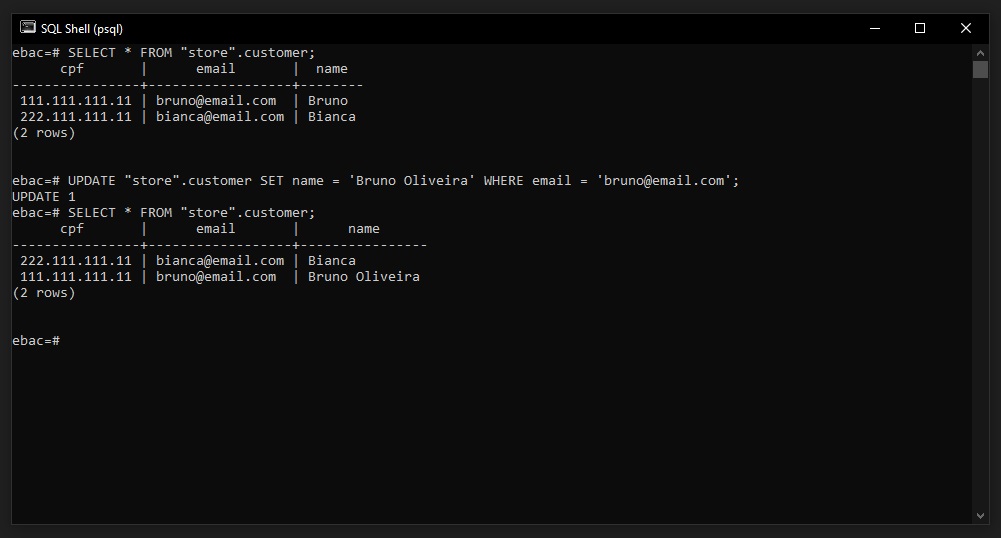 SQL Shell (psql)
ebac=# SELECT * FROM "store".customer;
      cpf       |      email       |  name
----------------+------------------+--------
 111.111.111.11 | bruno@email.com  | Bruno
 222.111.111.11 | bianca@email.com | Bianca
(2 rows)
ebac=# UPDATE "store".customer SET name = 'Bruno Oliveira' WHERE email = 'bruno@email.com';
UPDATE 1
ebac=# SELECT * FROM "store".customer;
      cpf       |      email       |      name
----------------+------------------+----------------
 222.111.111.11 | bianca@email.com | Bianca
 111.111.111.11 | bruno@email.com  | Bruno Oliveira
(2 rows)
ebac=#